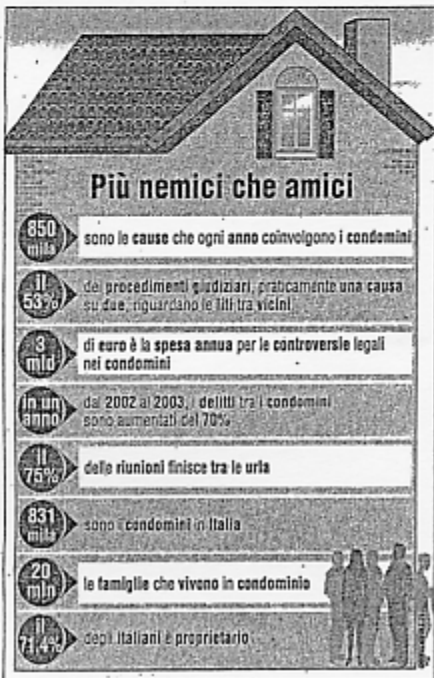 Più nemici che amici
850
mila
sono le cause che ogni anno coinvolgono i condomini
il
53%
dei procedimenti giudiziari, praticamente una causa
su due, riguardano le liti tra vicini
3
mld
di euro è la spesa annua per le controversie legali
nei condomini
in un
anno
dal 2002 al 2003, i delitti tra i condomini
sono aumentati del 70%
il
75%
delle riunioni finisce tra le urla
831
mila
sono i condomini in Italia
20
mln
le famiglie che vivono in condominio
il
71,4%
degli italiani è proprietario